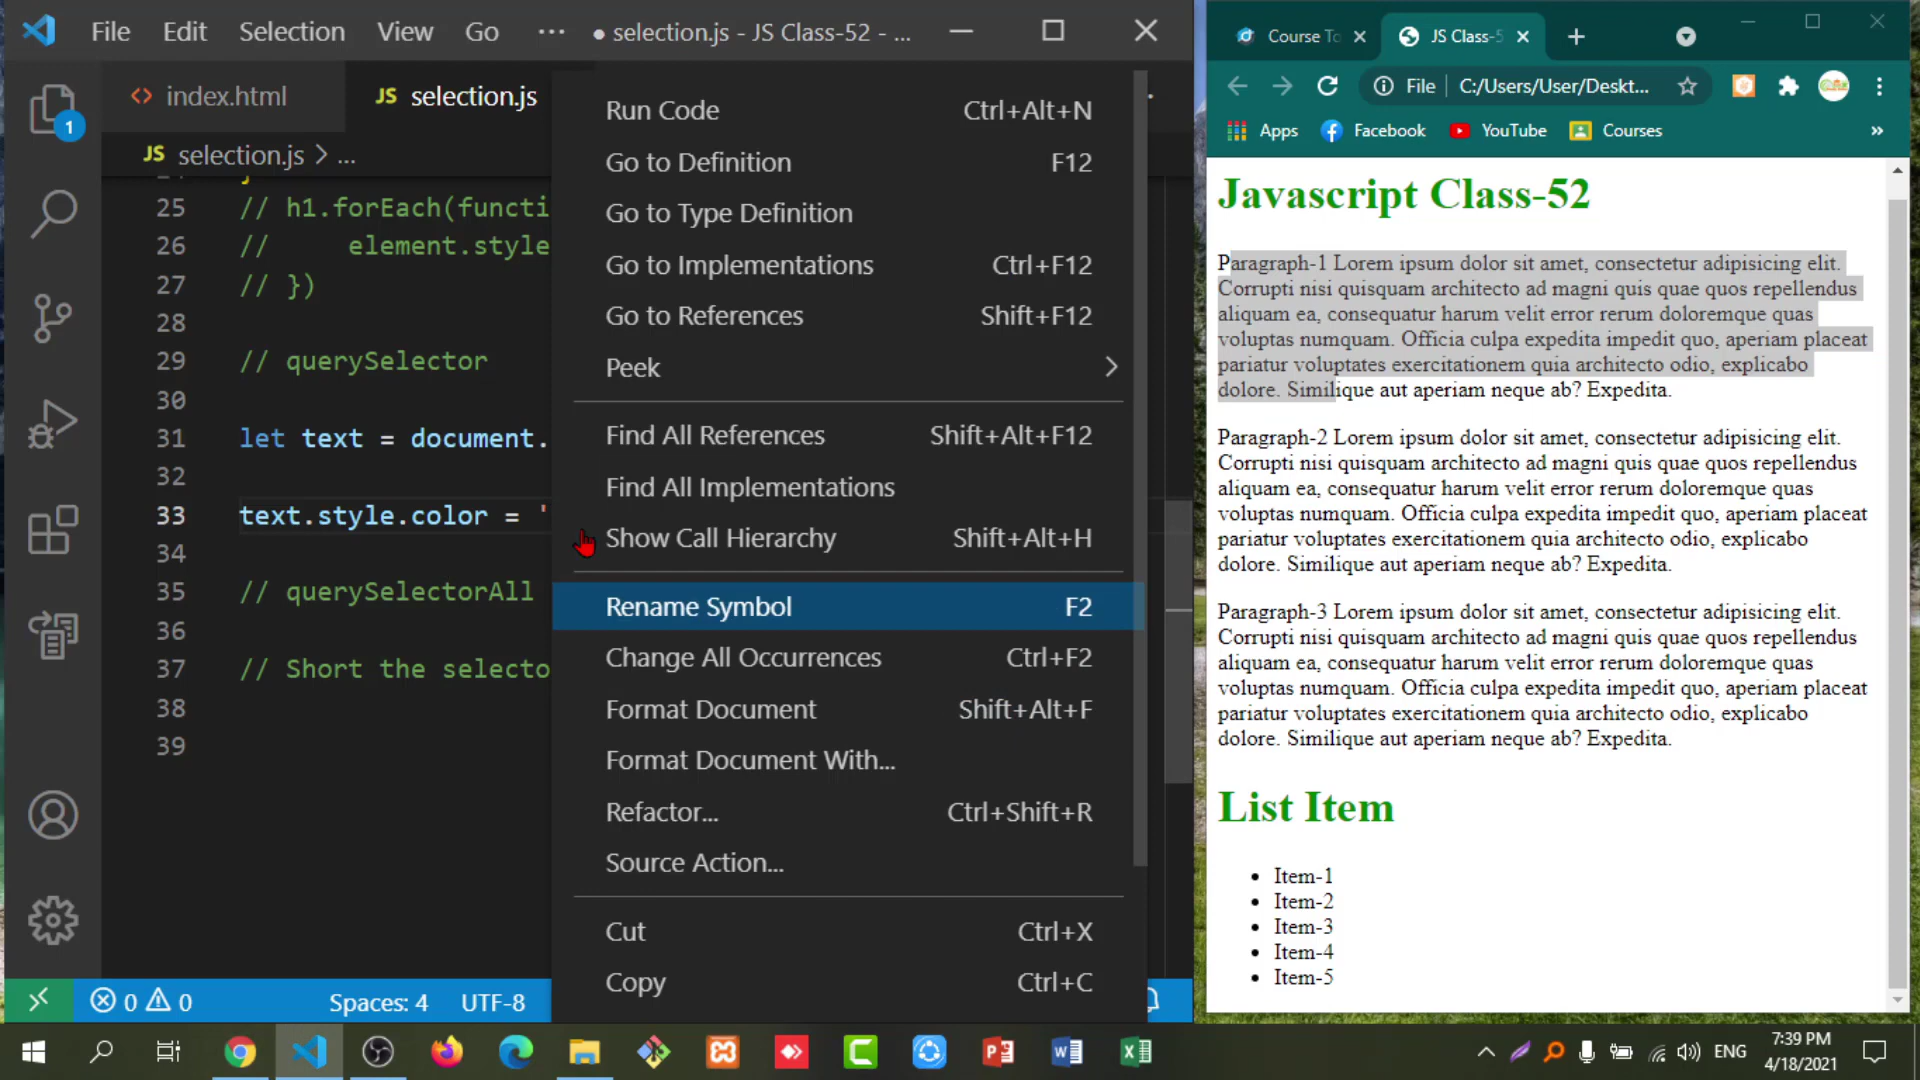 File Edit Selection View Go ··· ● selection.js - JS Class-52 - ...
<> index.html JS selection.js
JS selection.js > ...
25 // h1.forEach(functi
26 //     element.style
27 // })
28
29 // querySelector
30
31 let text = document.
32
33 text.style.color = '
34
35 // querySelectorAll
36
37 // Short the selecto
38
39
1
Run Code Ctrl+Alt+N
Go to Definition F12
Go to Type Definition
Go to Implementations Ctrl+F12
Go to References Shift+F12
Peek
Find All References Shift+Alt+F12
Find All Implementations
Show Call Hierarchy Shift+Alt+H
Rename Symbol F2
Change All Occurrences Ctrl+F2
Format Document Shift+Alt+F
Format Document With...
Refactor... Ctrl+Shift+R
Source Action...
Cut Ctrl+X
Copy Ctrl+C
0 0 Spaces: 4 UTF-8
Course To JS Class-5
File C:/Users/User/Deskt...
Apps Facebook YouTube Courses »
Javascript Class-52
Paragraph-1 Lorem ipsum dolor sit amet, consectetur adipisicing elit.
Corrupti nisi quisquam architecto ad magni quis quae quos repellendus
aliquam ea, consequatur harum velit error rerum doloremque quas
voluptas numquam. Officia culpa expedita impedit quo, aperiam placeat
pariatur voluptates exercitationem quia architecto odio, explicabo
dolore. Similique aut aperiam neque ab? Expedita.
Paragraph-2 Lorem ipsum dolor sit amet, consectetur adipisicing elit.
Corrupti nisi quisquam architecto ad magni quis quae quos repellendus
aliquam ea, consequatur harum velit error rerum doloremque quas
voluptas numquam. Officia culpa expedita impedit quo, aperiam placeat
pariatur voluptates exercitationem quia architecto odio, explicabo
dolore. Similique aut aperiam neque ab? Expedita.
Paragraph-3 Lorem ipsum dolor sit amet, consectetur adipisicing elit.
Corrupti nisi quisquam architecto ad magni quis quae quos repellendus
aliquam ea, consequatur harum velit error rerum doloremque quas
voluptas numquam. Officia culpa expedita impedit quo, aperiam placeat
pariatur voluptates exercitationem quia architecto odio, explicabo
dolore. Similique aut aperiam neque ab? Expedita.
List Item
• Item-1
• Item-2
• Item-3
• Item-4
• Item-5
ENG
7:39 PM
4/18/2021